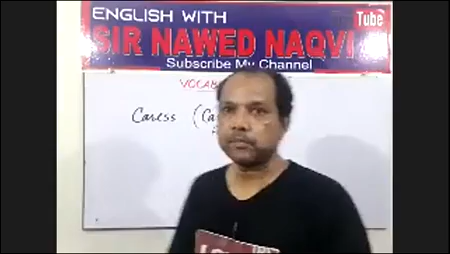 ENGLISH WITH
SIR NAWED NAQVI
Tube
Subscribe My Channel
Caress